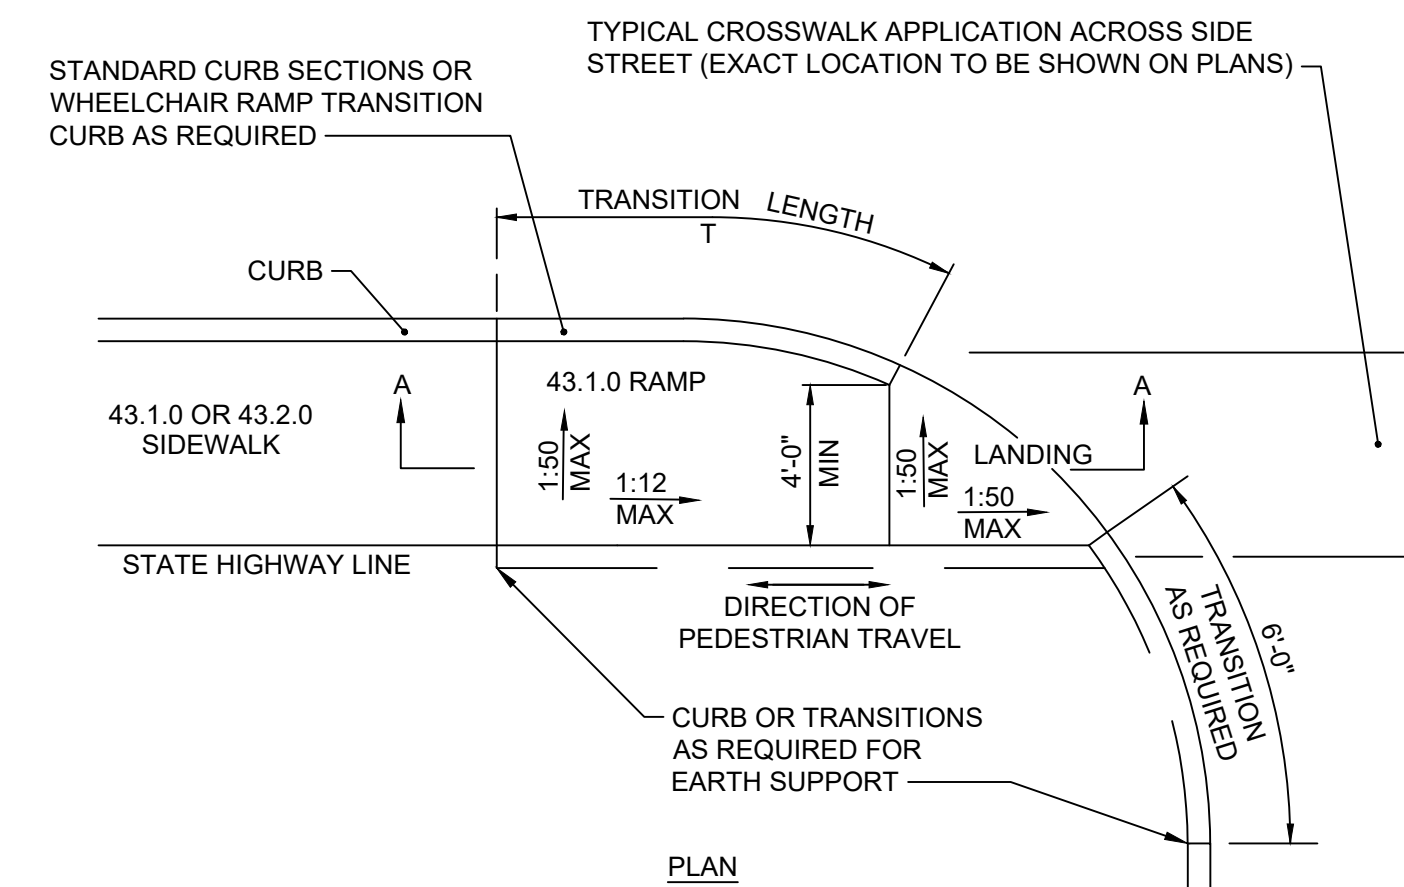 TYPICAL CROSSWALK APPLICATION ACROSS SIDE
STREET (EXACT LOCATION TO BE SHOWN ON PLANS)
STANDARD CURB SECTIONS OR
WHEELCHAIR RAMP TRANSITION
CURB AS REQUIRED
TRANSITION LENGTH
T
CURB
A
43.1.0 RAMP
A
43.1.0 OR 43.2.0
SIDEWALK
1:50
MAX
1:12
MAX
4'-0"
MIN
1:50
MAX
LANDING
1:50
MAX
STATE HIGHWAY LINE
DIRECTION OF
PEDESTRIAN TRAVEL
TRANSITION
AS REQUIRED
6'-0"
CURB OR TRANSITIONS
AS REQUIRED FOR
EARTH SUPPORT
PLAN